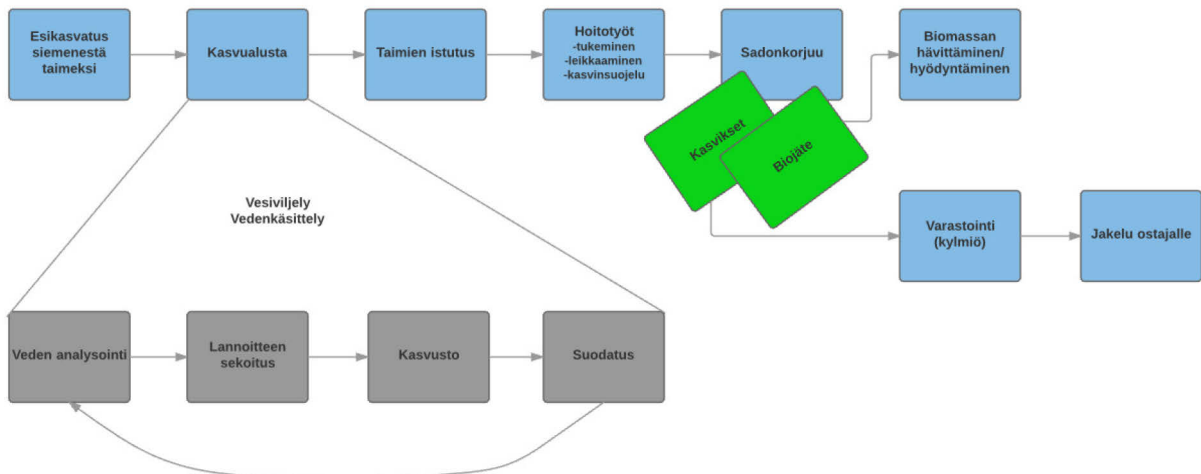 Esikasvatus
siemenestä
taimeksi
Kasvualusta
Taimien istutus
Hoitotyöt
-tukeminen
-leikkaaminen
-kasvinsuojelu
Sadonkorjuu
Biomassan
hävittäminen/
hyödyntäminen
Kasvikset
Biojäte
Vesiviljely
Vedenkäsittely
Varastointi
(kylmiö)
Jakelu ostajalle
Veden analysointi
Lannoitteen
sekoitus
Kasvusto
Suodatus